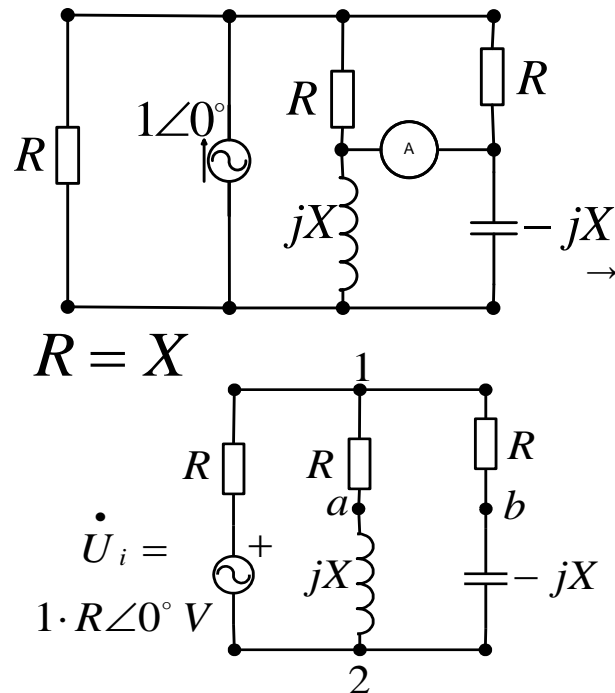 1∠0°
R
R
R
A
jX
− jX
→
R = X
1
R
R
R
a
b
U̇ᵢ =
+
jX
− jX
1·R∠0° V
2